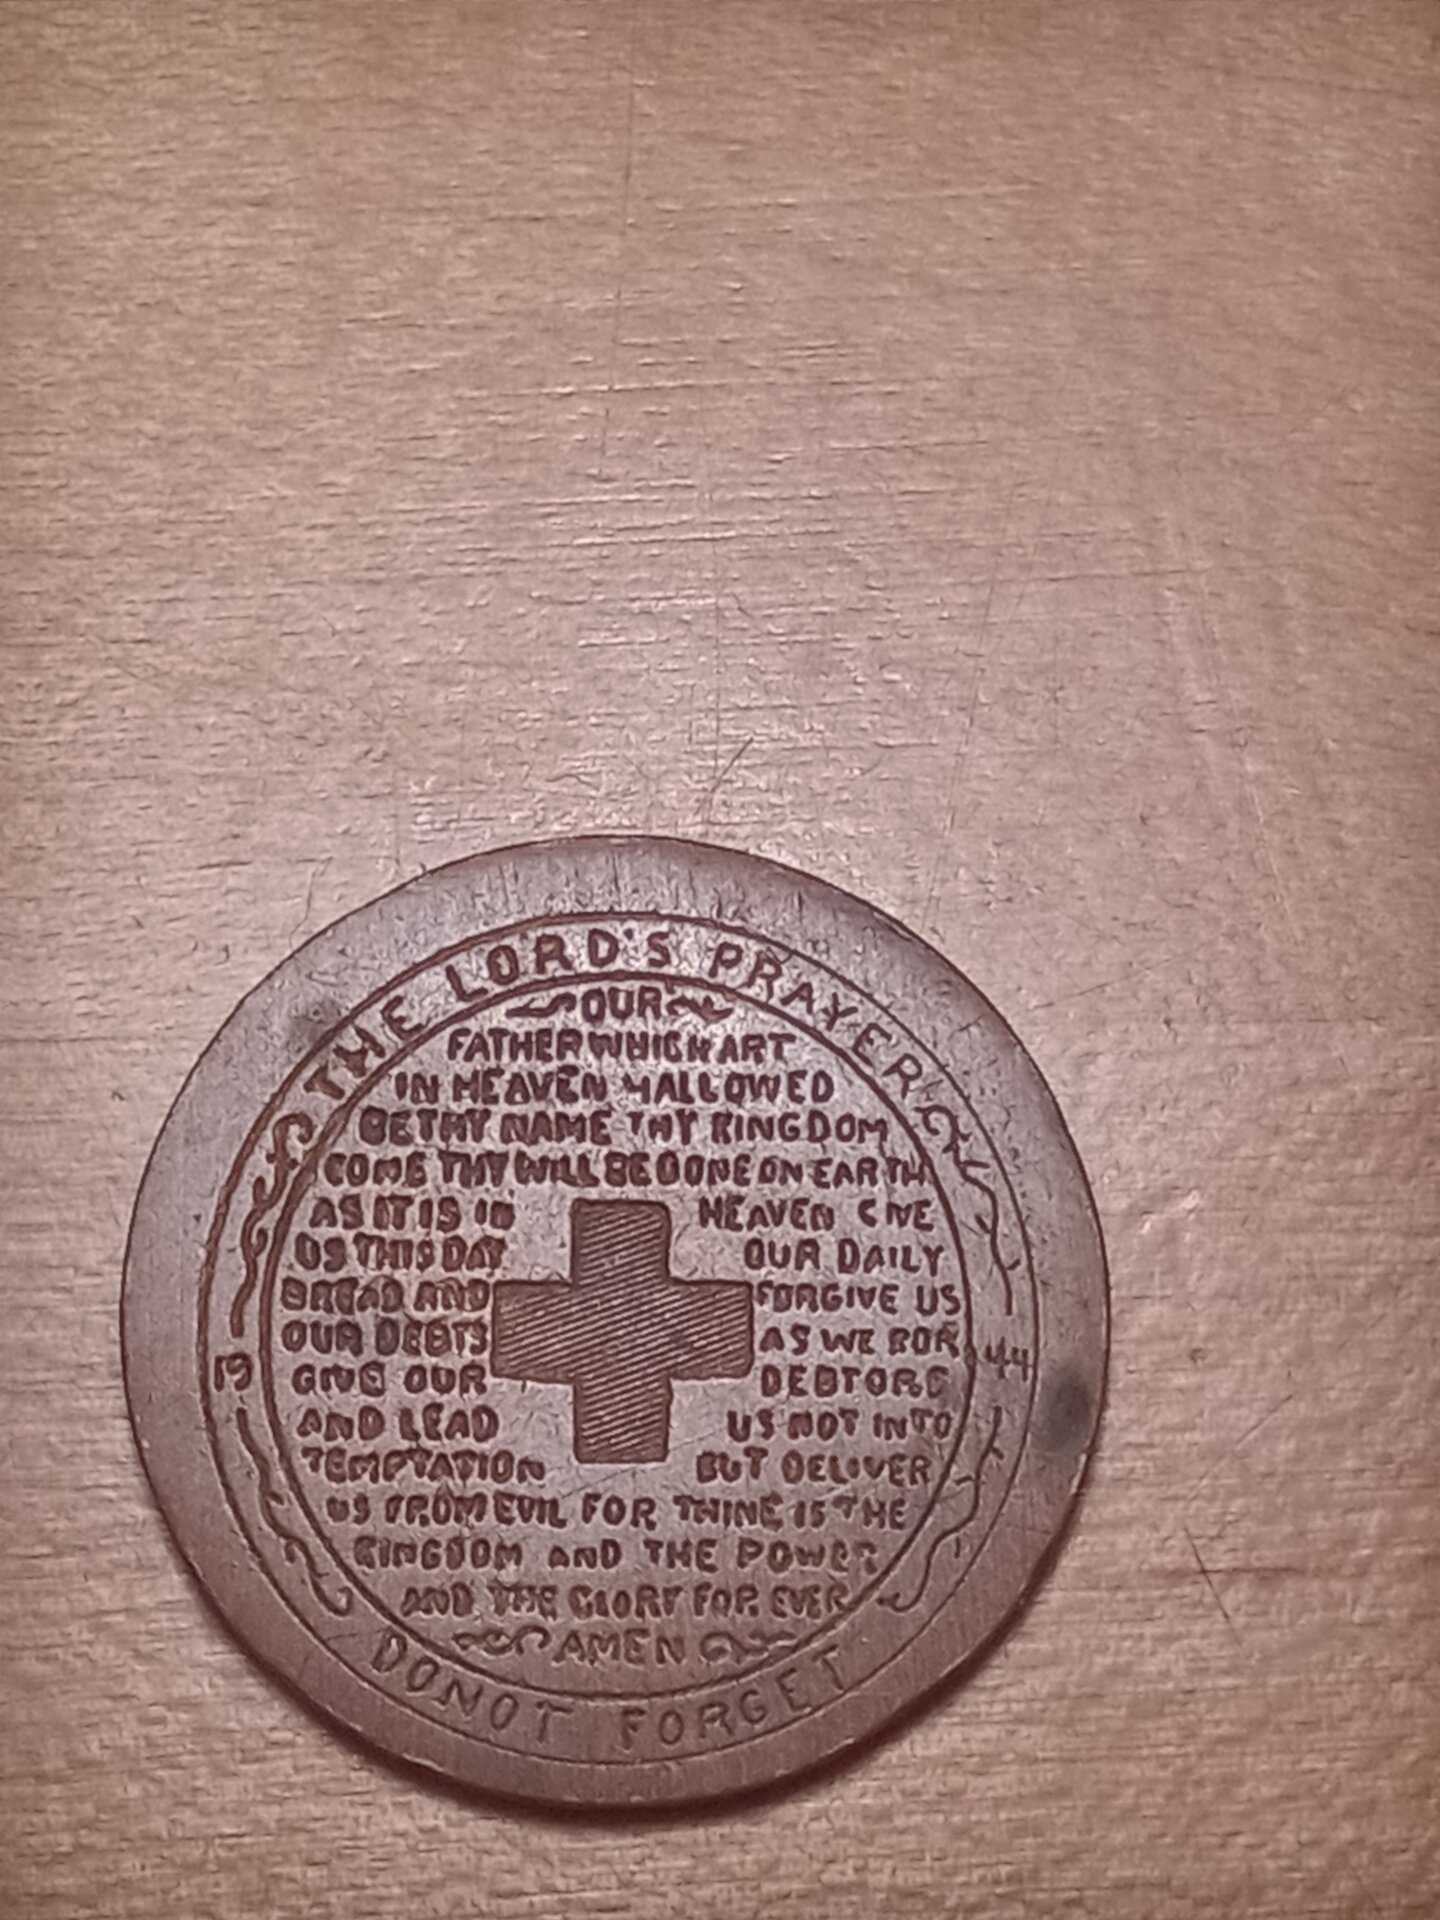 THE LORD'S PRAYER
OUR
FATHER WHICH ART
IN HEAVEN HALLOWED
BE THY NAME THY KINGDOM
COME THY WILL BE DONE ON EARTH
AS IT IS IN HEAVEN GIVE
US THIS DAY OUR DAILY
BREAD AND FORGIVE US
OUR DEBTS AS WE FOR
GIVE OUR DEBTORS
AND LEAD US NOT INTO
TEMPTATION BUT DELIVER
US FROM EVIL FOR THINE IS THE
KINGDOM AND THE POWER
AND THE GLORY FOR EVER
AMEN
19 44
DO NOT FORGET